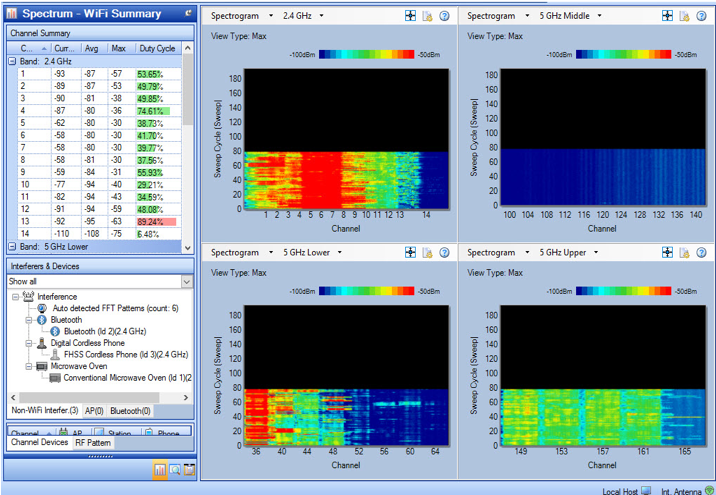 Spectrum - WiFi Summary
Channel Summary
C... Curr... Avg Max Duty Cycle
Band: 2.4 GHz
1 -93 -87 -57 53.65%
2 -89 -87 -53 49.79%
3 -90 -81 -38 49.85%
4 -87 -80 -36 74.61%
5 -62 -80 -30 38.73%
6 -58 -80 -30 41.70%
7 -58 -80 -30 39.77%
8 -58 -81 -30 37.56%
9 -59 -84 -31 55.93%
10 -77 -94 -40 29.21%
11 -82 -94 -43 34.59%
12 -91 -94 -59 48.08%
13 -92 -95 -63 89.24%
14 -110 -108 -75 6.48%
Band: 5 GHz Lower
Interferers & Devices
Show all
Interference
Auto detected FFT Patterns (count: 6)
Bluetooth
Bluetooth (Id 2)(2.4 GHz)
Digital Cordless Phone
FHSS Cordless Phone (Id 3)(2.4 GHz)
Microwave Oven
Conventional Microwave Oven (Id 1)(2
Non-WiFi Interfer.(3) AP(0) Bluetooth(0)
Channel AP Station Phone
Channel Devices RF Pattern
Spectrogram 2.4 GHz
View Type: Max
-100dBm -50dBm
Sweep Cycle [Sweep]
180
160
140
120
100
80
60
40
20
0
1 2 3 4 5 6 7 8 9 10 11 12 13 14
Channel
Spectrogram 5 GHz Middle
View Type: Max
-100dBm -50dBm
Sweep Cycle [Sweep]
180
160
140
120
100
80
60
40
20
0
100 104 108 112 116 120 124 128 132 136 140
Channel
Spectrogram 5 GHz Lower
View Type: Max
-100dBm -50dBm
Sweep Cycle [Sweep]
180
160
140
120
100
80
60
40
20
0
36 40 44 48 52 56 60 64
Channel
Spectrogram 5 GHz Upper
View Type: Max
-100dBm -50dBm
Sweep Cycle [Sweep]
180
160
140
120
100
80
60
40
20
0
149 153 157 161 165
Channel
Local Host Int. Antenna